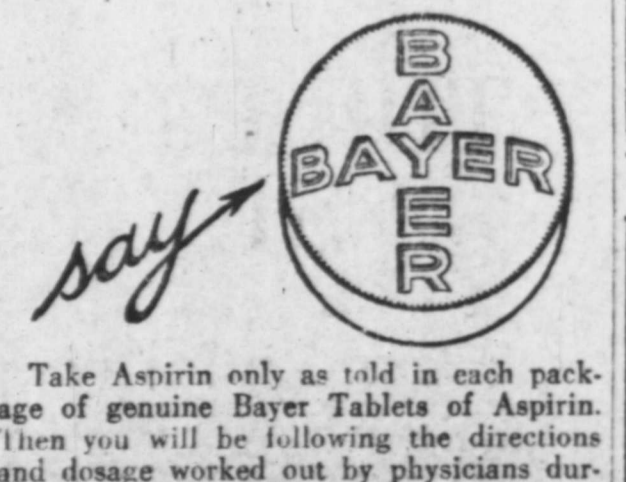 BAYER
BAYER
say
Take Aspirin only as told in each pack-
age of genuine Bayer Tablets of Aspirin.
Then you will be following the directions
and dosage worked out by physicians dur-